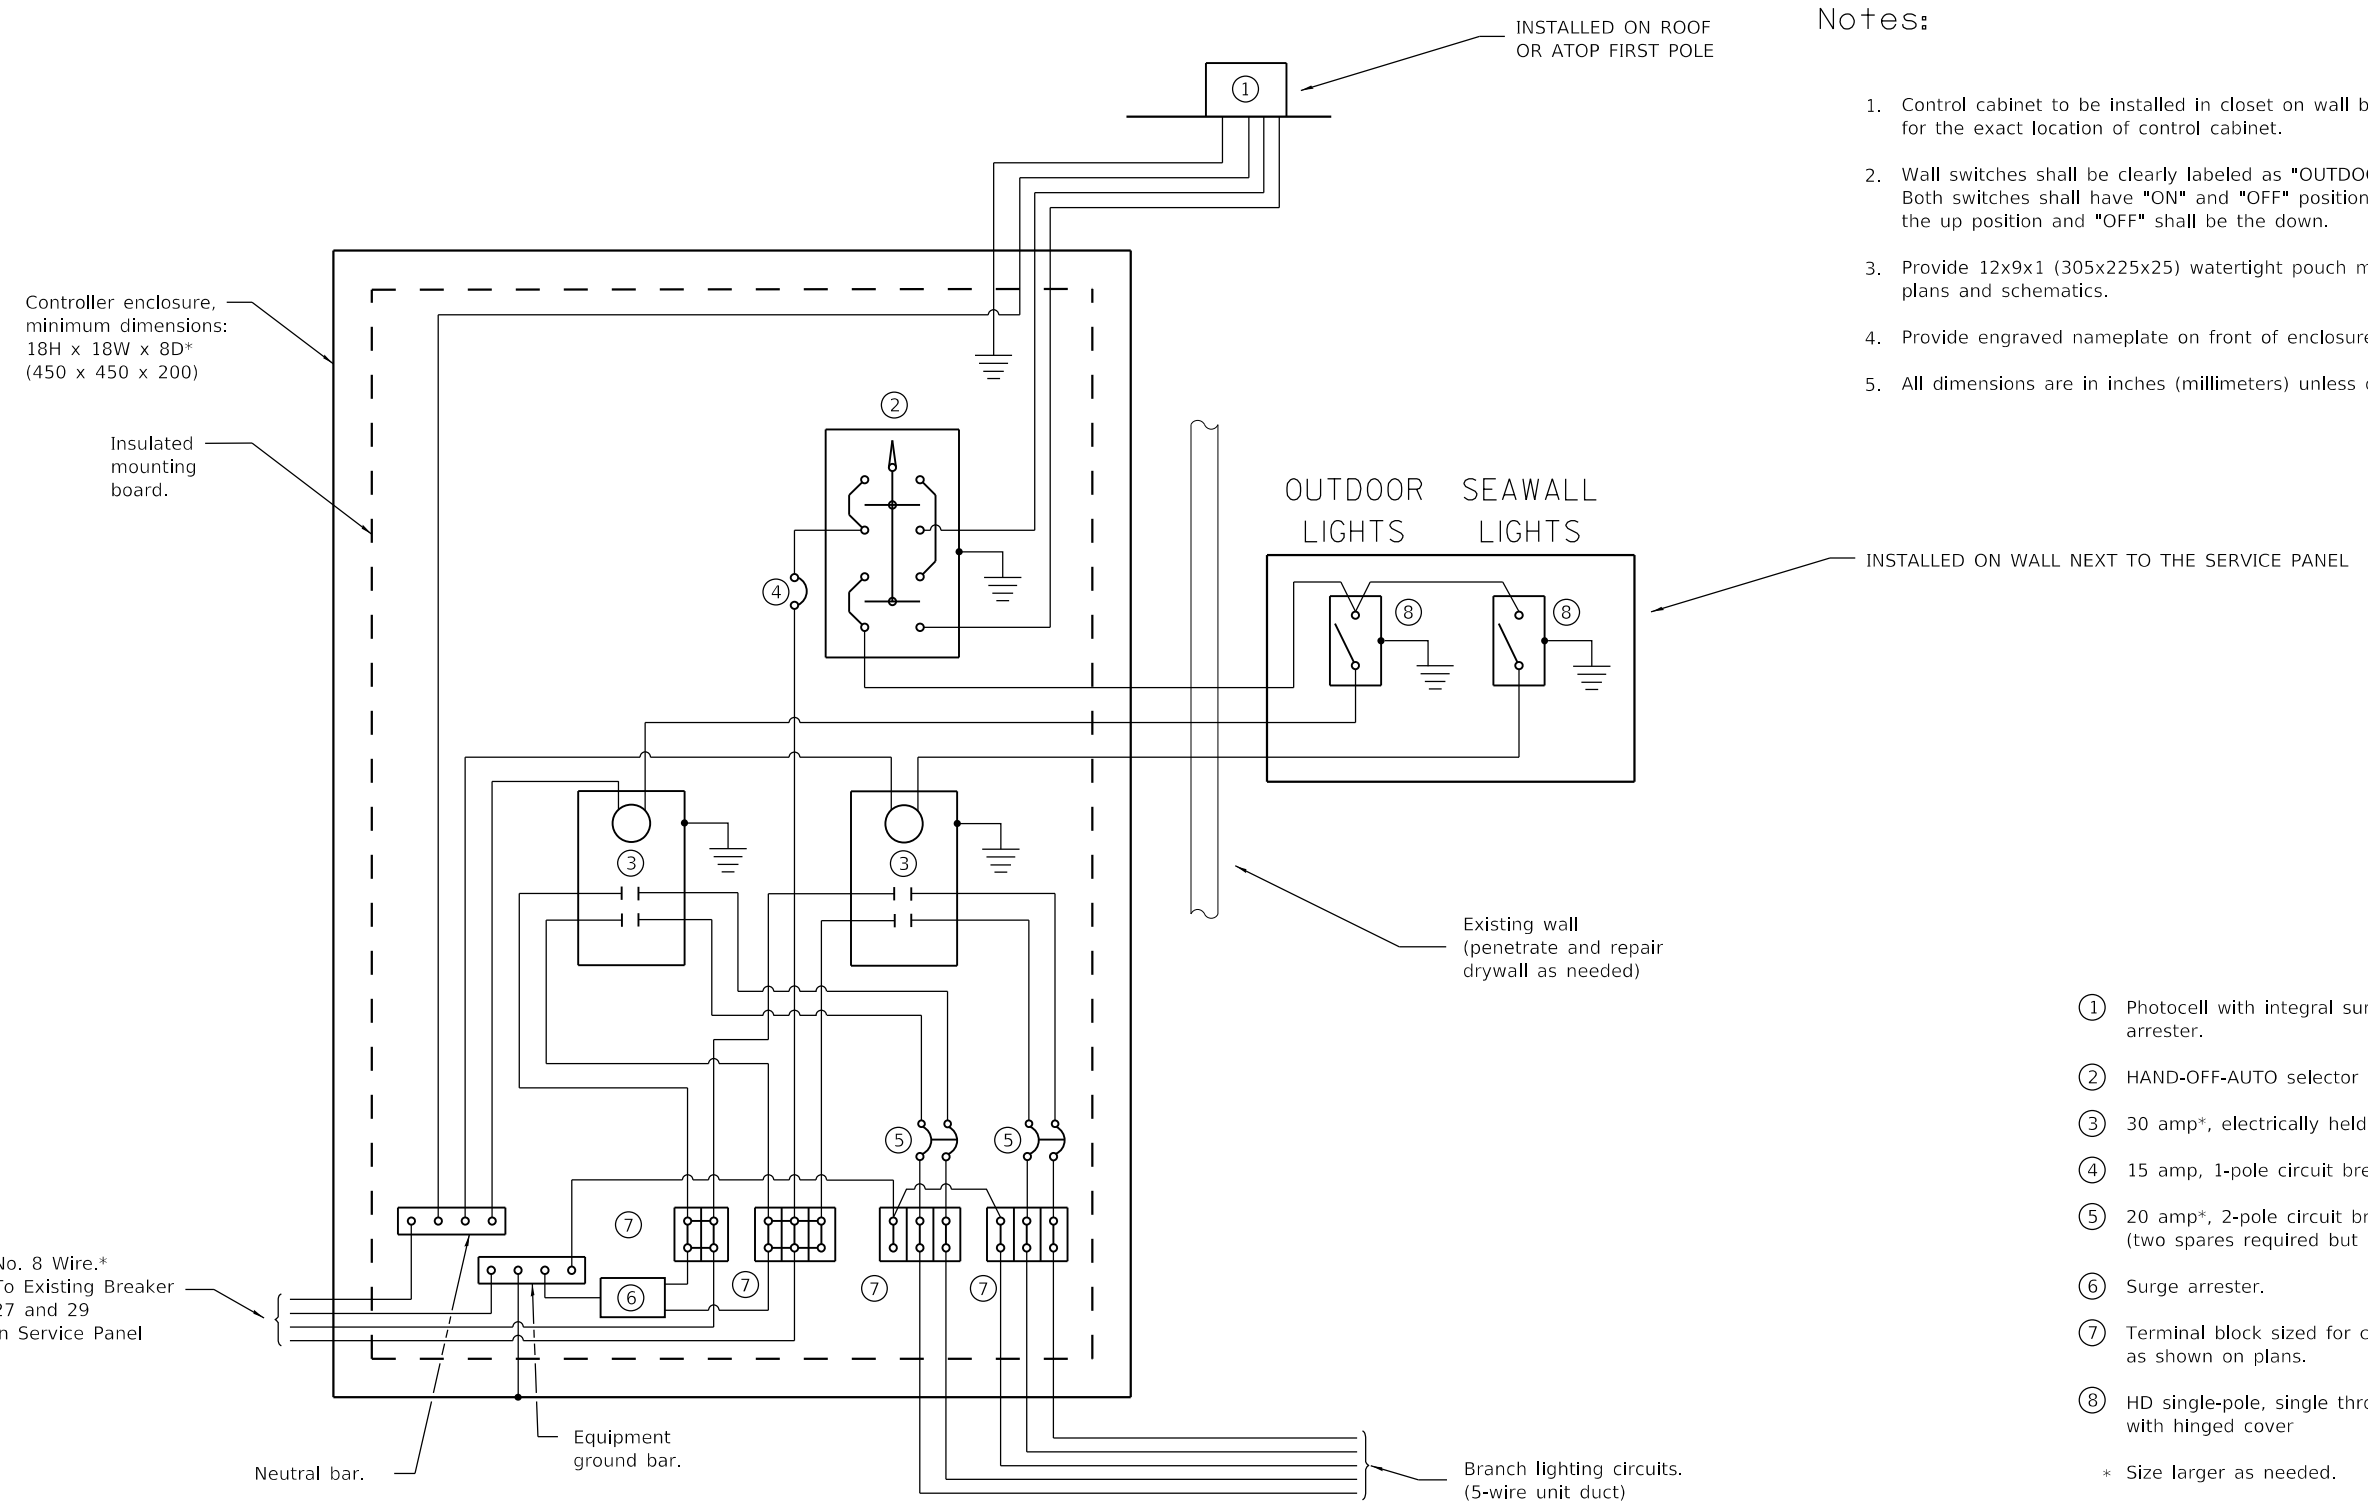 INSTALLED ON ROOF
OR ATOP FIRST POLE
Notes:
1. Control cabinet to be installed in closet on wall
for the exact location of control cabinet.
2. Wall switches shall be clearly labeled as
Both switches shall have "ON" and "OFF" position
the up position and "OFF" shall be the down.
3. Provide 12x9x1 (305x225x25) watertight pouch
plans and schematics.
4. Provide engraved nameplate on front of enclosure
5. All dimensions are in inches (millimeters) unless
1
Controller enclosure,
minimum dimensions:
18H x 18W x 8D*
(450 x 450 x 200)
Insulated
mounting
board.
2
4
OUTDOOR
LIGHTS
SEAWALL
LIGHTS
8
8
INSTALLED ON WALL NEXT TO THE SERVICE PANEL
3
3
Existing wall
(penetrate and repair
drywall as needed)
5
5
7
7
7
7
6
No. 8 Wire.*
To Existing Breaker
27 and 29
in Service Panel
Neutral bar.
Equipment
ground bar.
Branch lighting circuits.
(5-wire unit duct)
1 Photocell with integral
arrester.
2 HAND-OFF-AUTO selector
3 30 amp*, electrically held
4 15 amp, 1-pole circuit
5 20 amp*, 2-pole circuit
(two spares required but
6 Surge arrester.
7 Terminal block sized for
as shown on plans.
8 HD single-pole, single
with hinged cover
* Size larger as needed.